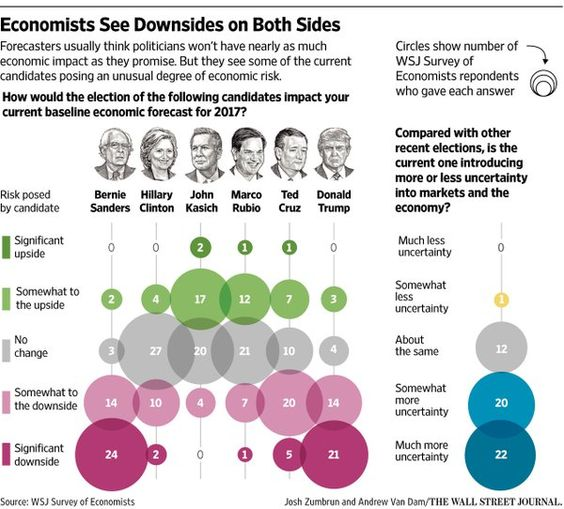 Economists See Downsides on Both Sides
Forecasters usually think politicians won't have nearly as much
economic impact as they promise. But they see some of the current
candidates posing an unusual degree of economic risk.
Circles show number of
WSJ Survey of
Economists repondents
who gave each answer
How would the election of the following candidates impact your
current baseline economic forecast for 2017?
Risk posed
by candidate
Bernie
Sanders
Hillary
Clinton
John
Kasich
Marco
Rubio
Ted
Cruz
Donald
Trump
Significant
upside
0 0 2 1 1 0
Somewhat to
the upside
2 4 17 12 7 3
No
change
3 27 20 21 10 4
Somewhat to
the downside
14 10 4 7 20 14
Significant
downside
24 2 0 1 5 21
Compared with other
recent elections, is the
current one introducing
more or less uncertainty
into markets and the
economy?
Much less
uncertainty
0
Somewhat
less
uncertainty
1
About
the same
12
Somewhat
more
uncertainty
20
Much more
uncertainty
22
Source: WSJ Survey of Economists
Josh Zumbrun and Andrew Van Dam/THE WALL STREET JOURNAL.